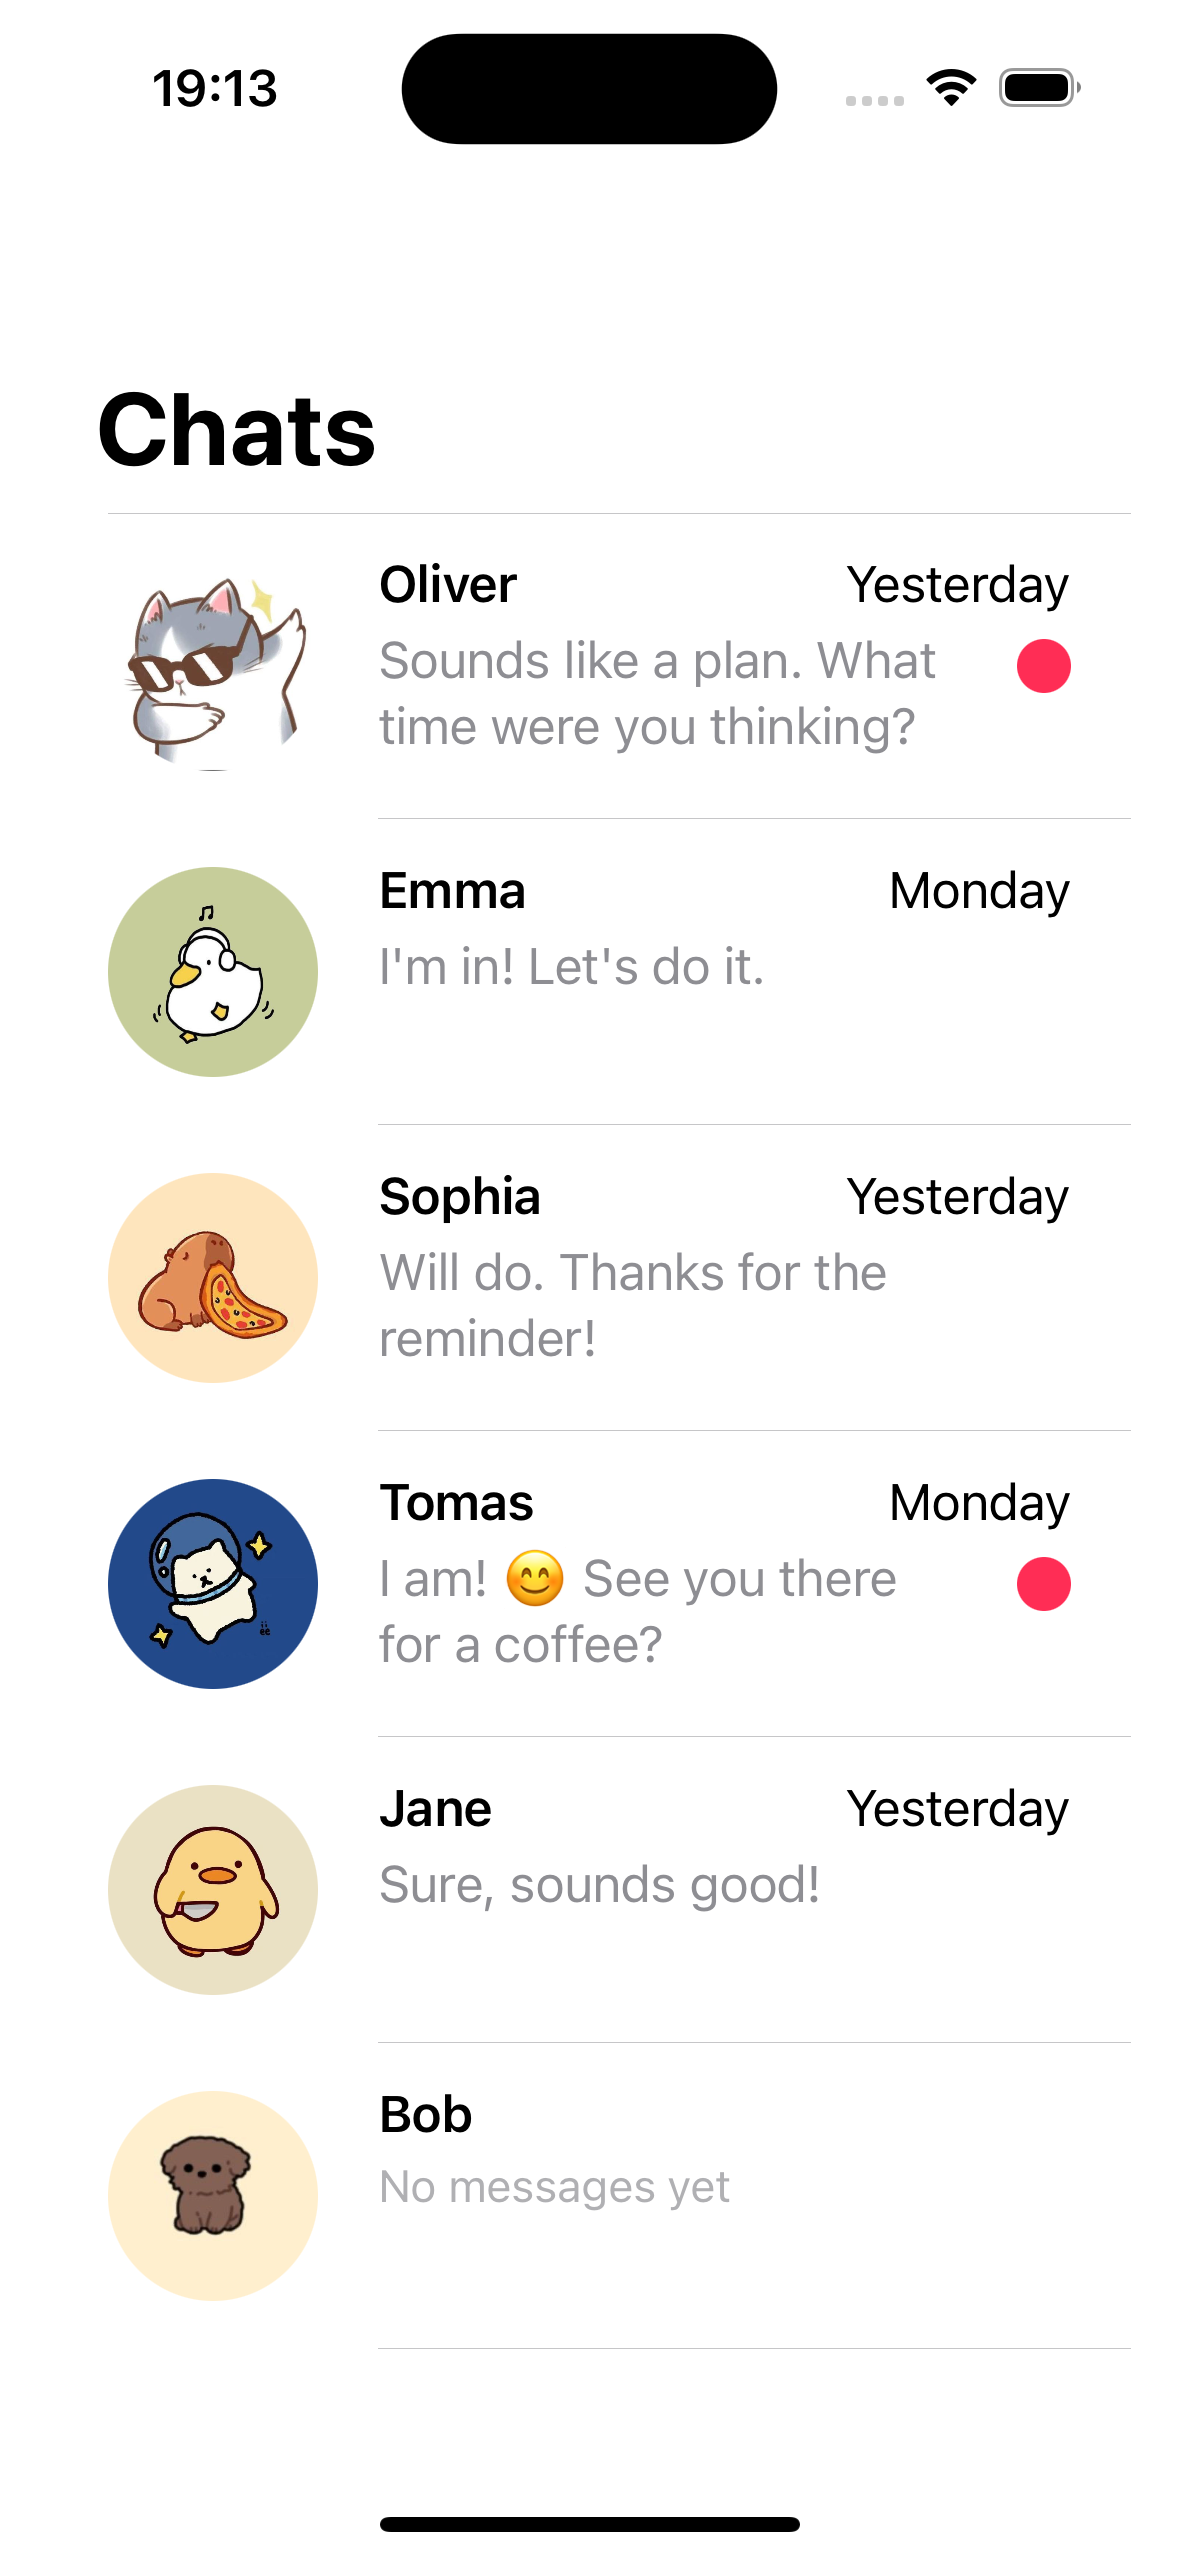 19:13
Chats
Oliver Yesterday
Sounds like a plan. What
time were you thinking?
Emma Monday
I'm in! Let's do it.
Sophia Yesterday
Will do. Thanks for the
reminder!
Tomas Monday
I am! 😊 See you there
for a coffee?
Jane Yesterday
Sure, sounds good!
Bob
No messages yet